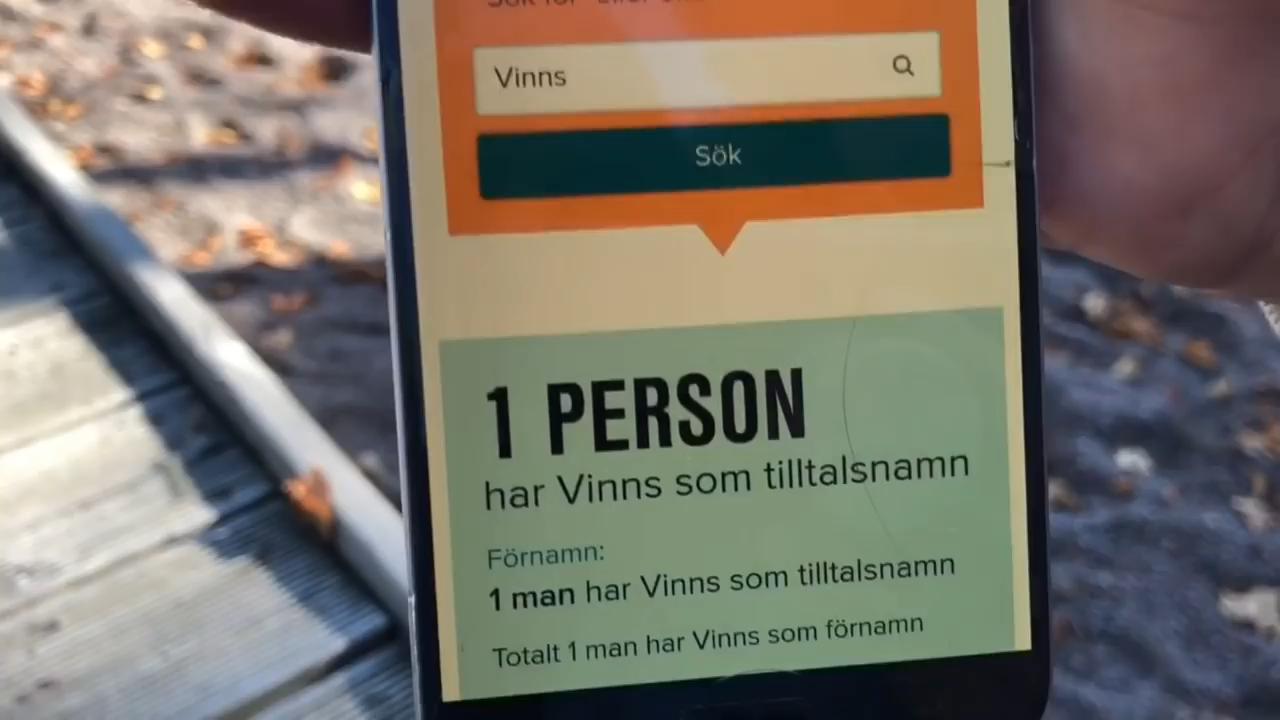 Vinns
Sök
1 PERSON
har Vinns som tilltalsnamn
Förnamn:
1 man har Vinns som tilltalsnamn
Totalt 1 man har Vinns som förnamn